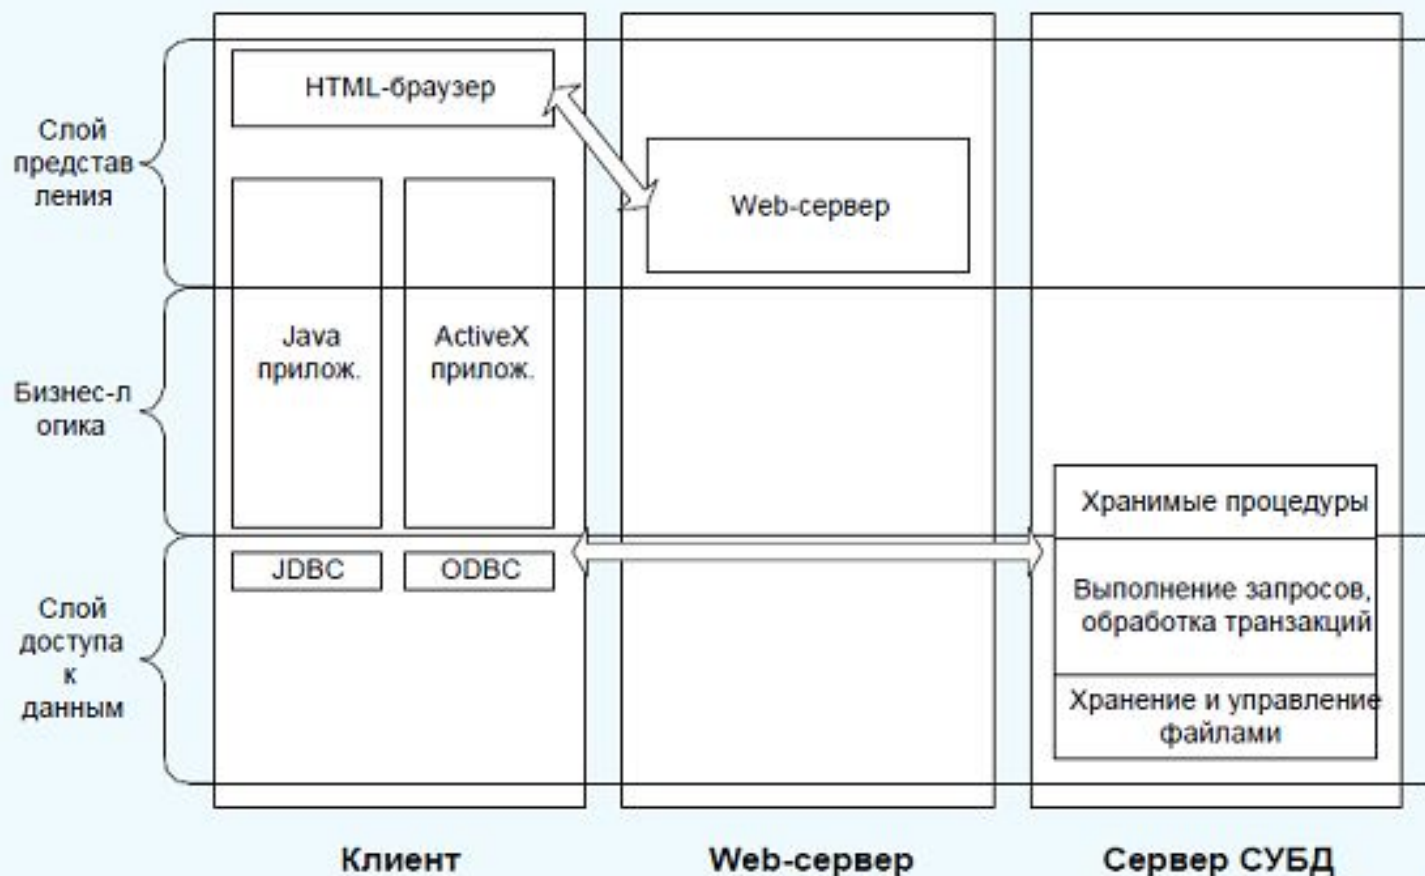 Слой
представ
ления
HTML-браузер
Web-сервер
Бизнес-л
огика
Java
прилож.
ActiveX
прилож.
Хранимые процедуры
Слой
доступа
к
данным
JDBC
ODBC
Выполнение запросов,
обработка транзакций
Хранение и управление
файлами
Клиент
Web-сервер
Сервер СУБД